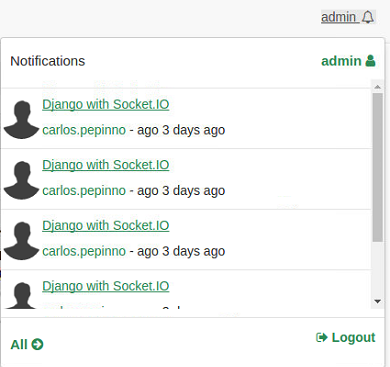 admin
Notifications
admin
Django with Socket.IO
carlos.pepinno - ago 3 days ago
Django with Socket.IO
carlos.pepinno - ago 3 days ago
Django with Socket.IO
carlos.pepinno - ago 3 days ago
Django with Socket.IO
All
Logout